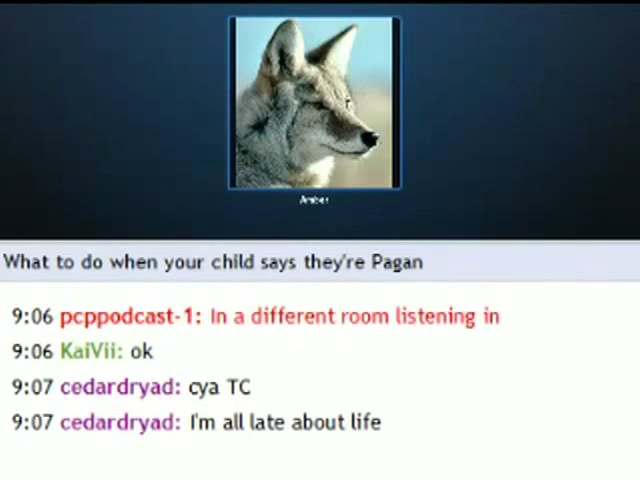 Amber
What to do when your child says they're Pagan
9:06 pcppodcast-1: In a different room listening in
9:06 KaiVii: ok
9:07 cedardryad: cya TC
9:07 cedardryad: I'm all late about life